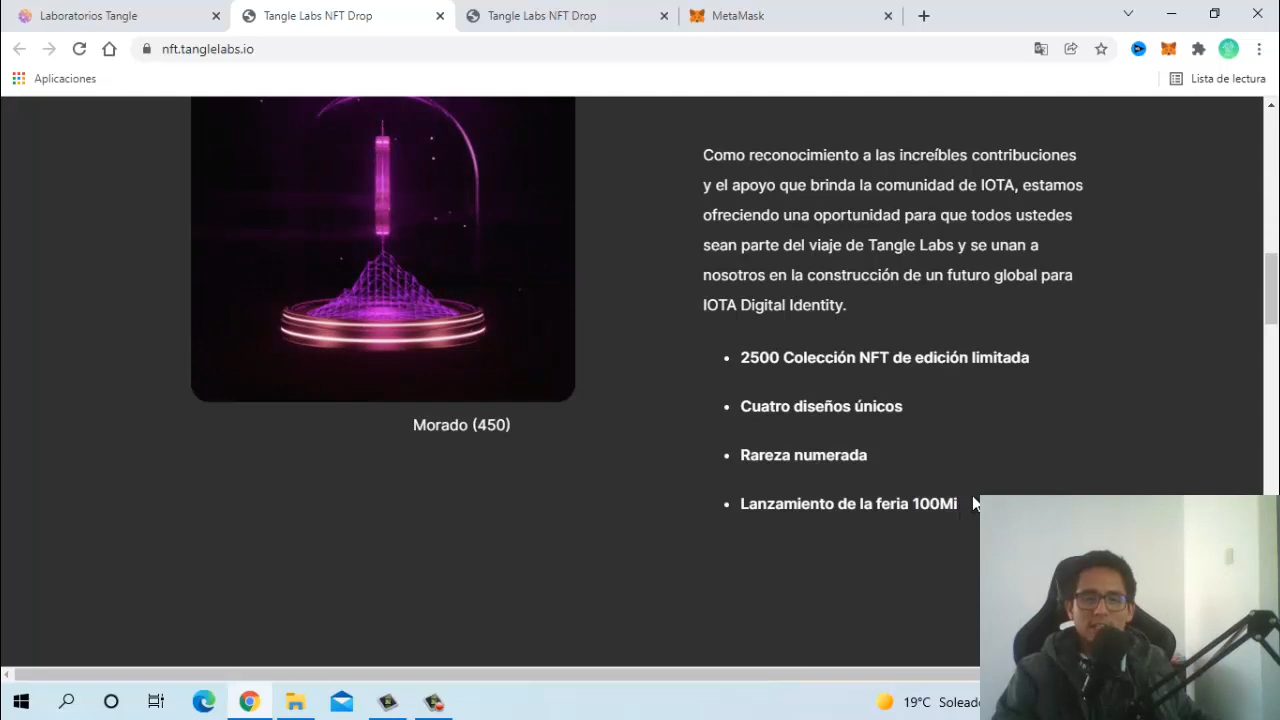 Laboratorios Tangle
Tangle Labs NFT Drop
Tangle Labs NFT Drop
MetaMask
nft.tanglelabs.io
Aplicaciones
Lista de lectura
Morado (450)
Como reconocimiento a las increíbles contribuciones
y el apoyo que brinda la comunidad de IOTA, estamos
ofreciendo una oportunidad para que todos ustedes
sean parte del viaje de Tangle Labs y se unan a
nosotros en la construcción de un futuro global para
IOTA Digital Identity.
• 2500 Colección NFT de edición limitada
• Cuatro diseños únicos
• Rareza numerada
• Lanzamiento de la feria 100Mi
19°C Soleado